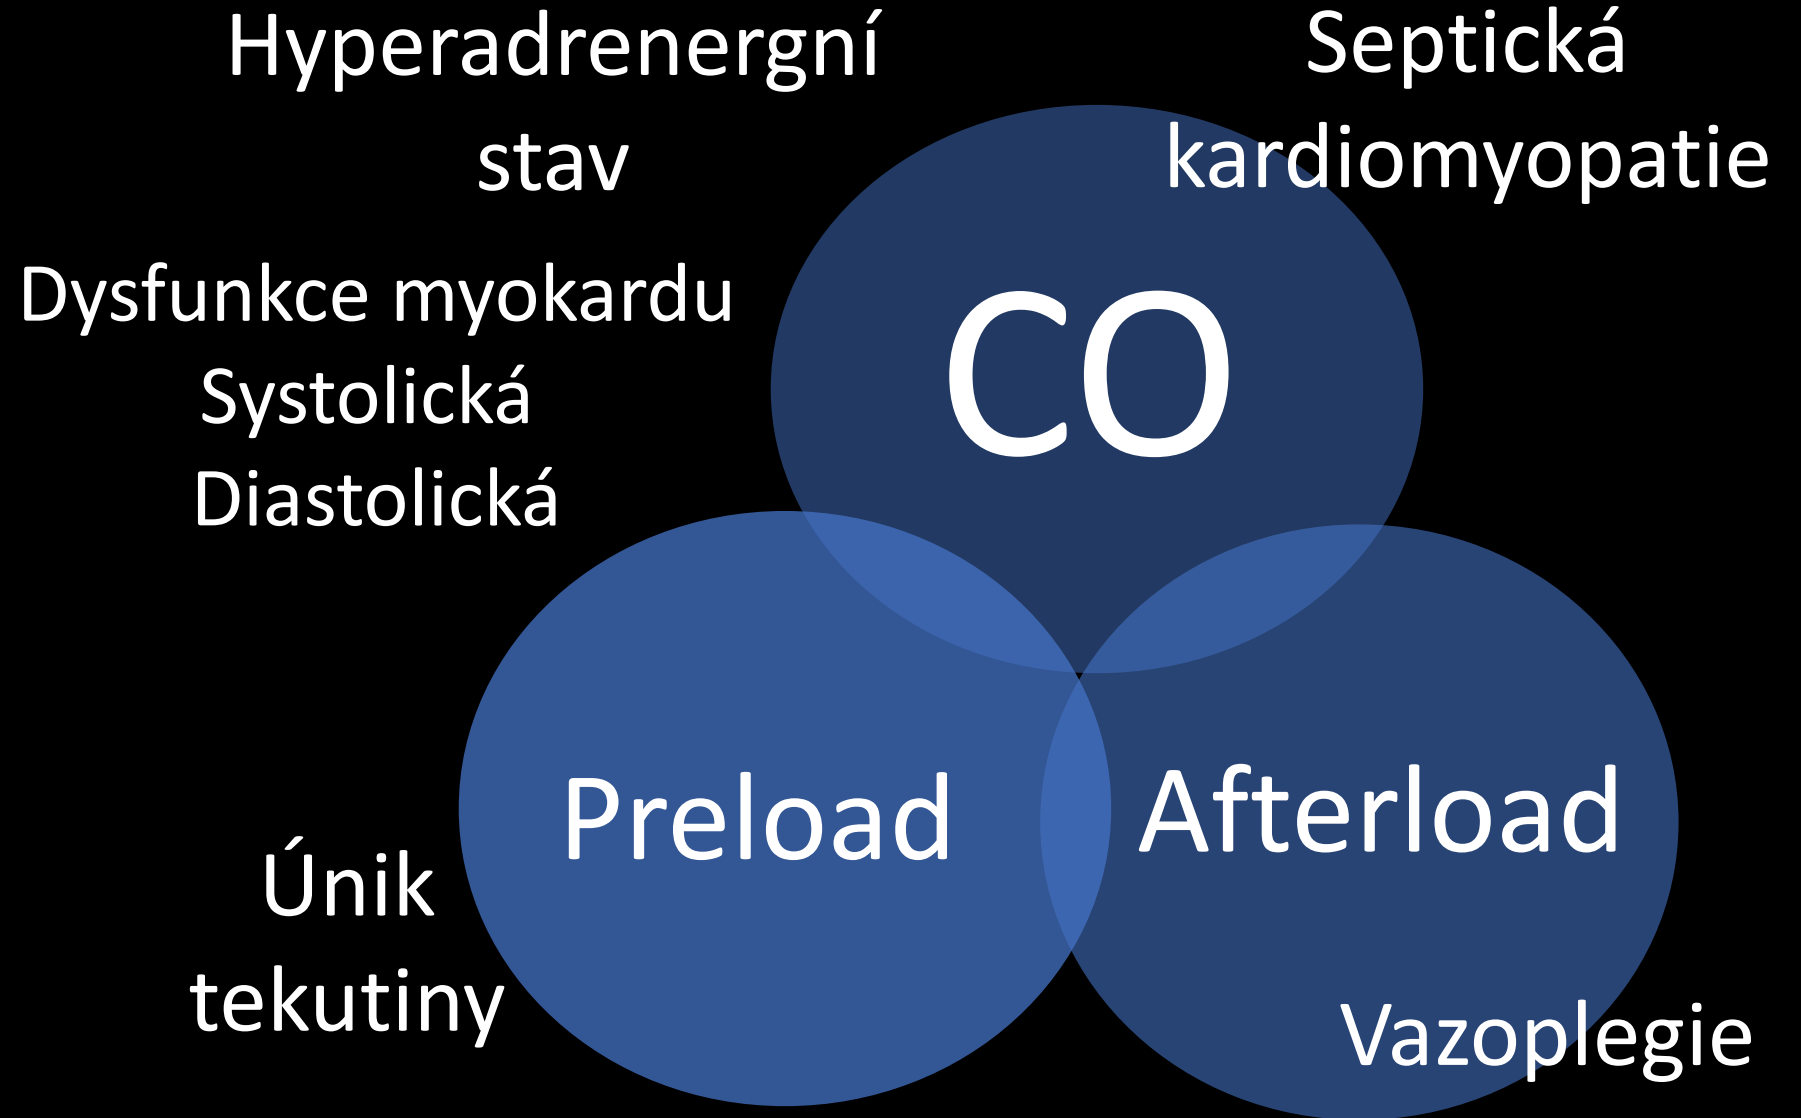 Hyperadrenergní
stav
Septická
kardiomyopatie
Dysfunkce myokardu
Systolická
Diastolická
CO
Preload
Afterload
Únik
tekutiny
Vazoplegie